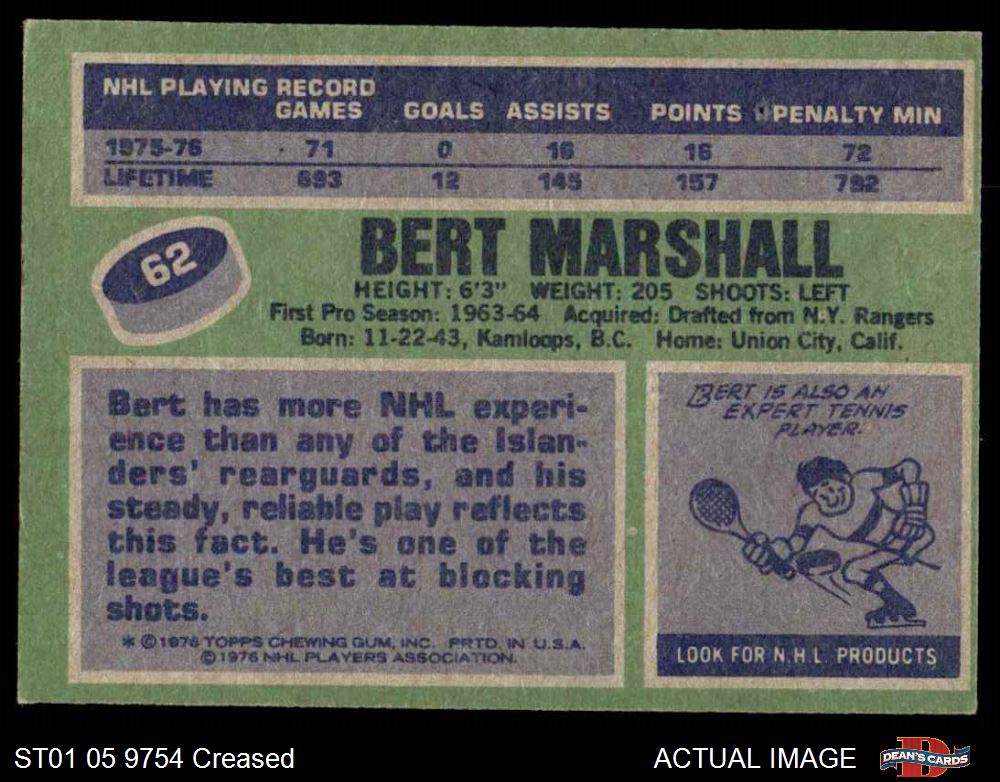 NHL PLAYING RECORD
GAMES GOALS ASSISTS POINTS PENALTY MIN
1975-76 71 0 16 16 72
LIFETIME 693 12 145 157 792
62
BERT MARSHALL
HEIGHT: 6'3" WEIGHT: 205 SHOOTS: LEFT
First Pro Season: 1963-64 Acquired: Drafted from N.Y. Rangers
Born: 11-22-43, Kamloops, B.C. Home: Union City, Calif.
Bert has more NHL experi-
ence than any of the Islan-
ders' rearguards, and his
steady, reliable play reflects
this fact. He's one of the
league's best at blocking
shots.
* © 1976 TOPPS CHEWING GUM, INC. PRTD. IN U.S.A.
© 1976 NHL PLAYERS ASSOCIATION.
BERT IS ALSO AN
EXPERT TENNIS
PLAYER.
LOOK FOR N.H.L. PRODUCTS
ST01 05 9754 Creased
ACTUAL IMAGE
DEAN'S CARDS